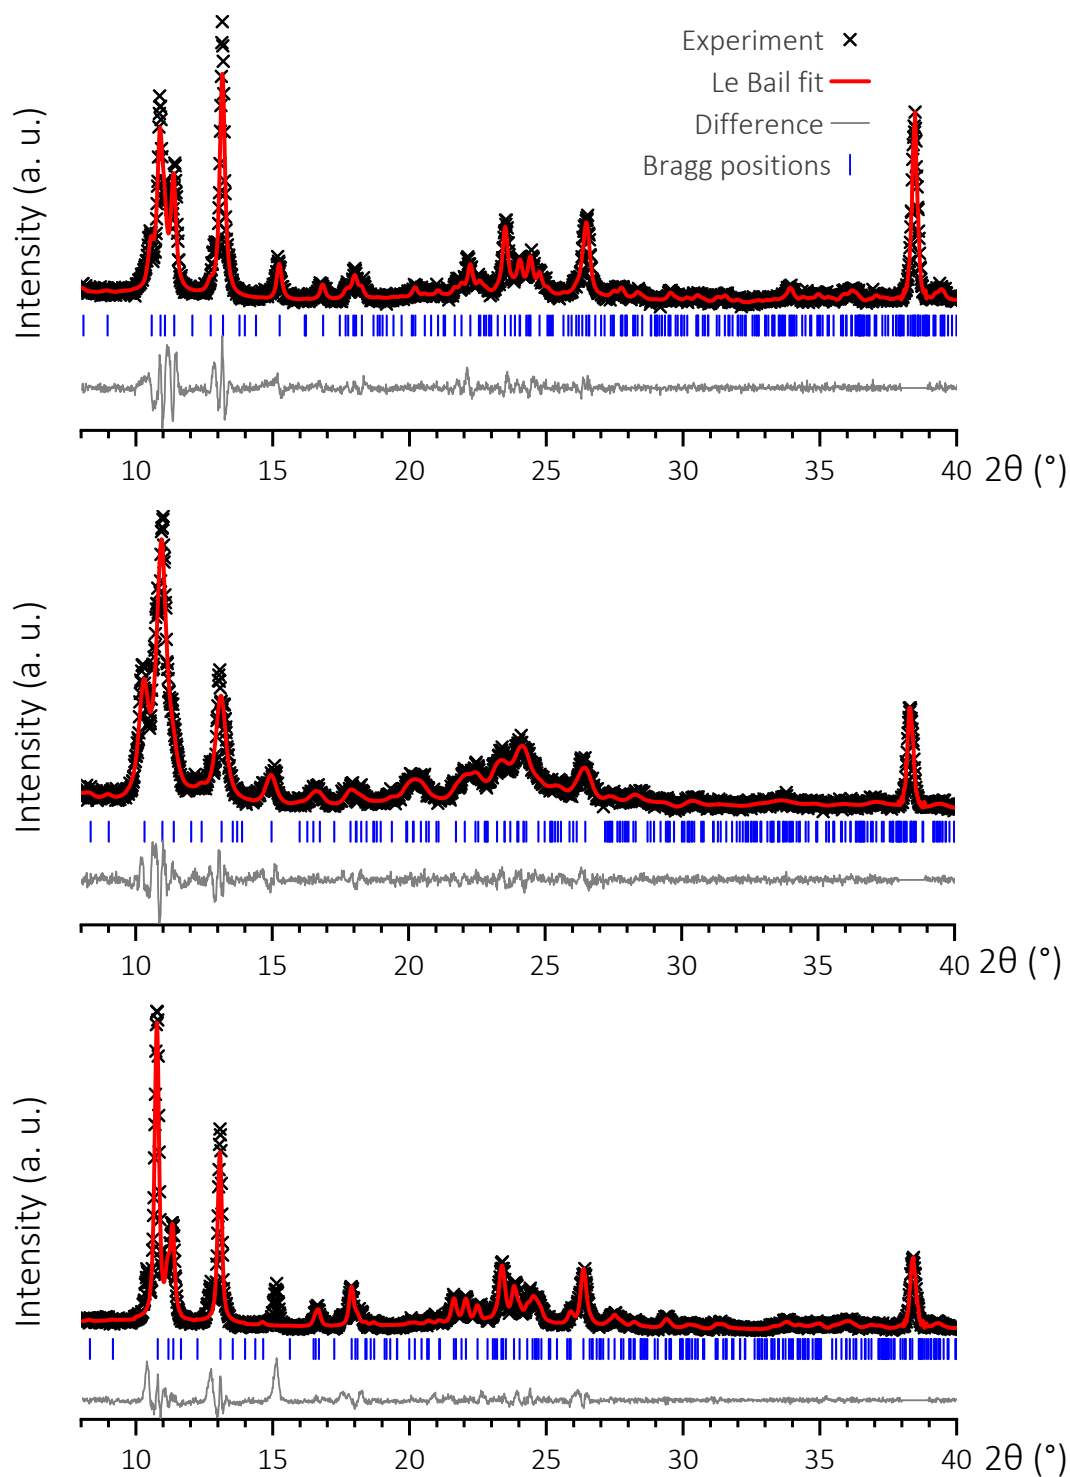 Experiment
Le Bail fit
Difference
Bragg positions
Intensity (a. u.)
10 15 20 25 30 35 40 2θ (°)
Intensity (a. u.)
10 15 20 25 30 35 40 2θ (°)
Intensity (a. u.)
10 15 20 25 30 35 40 2θ (°)